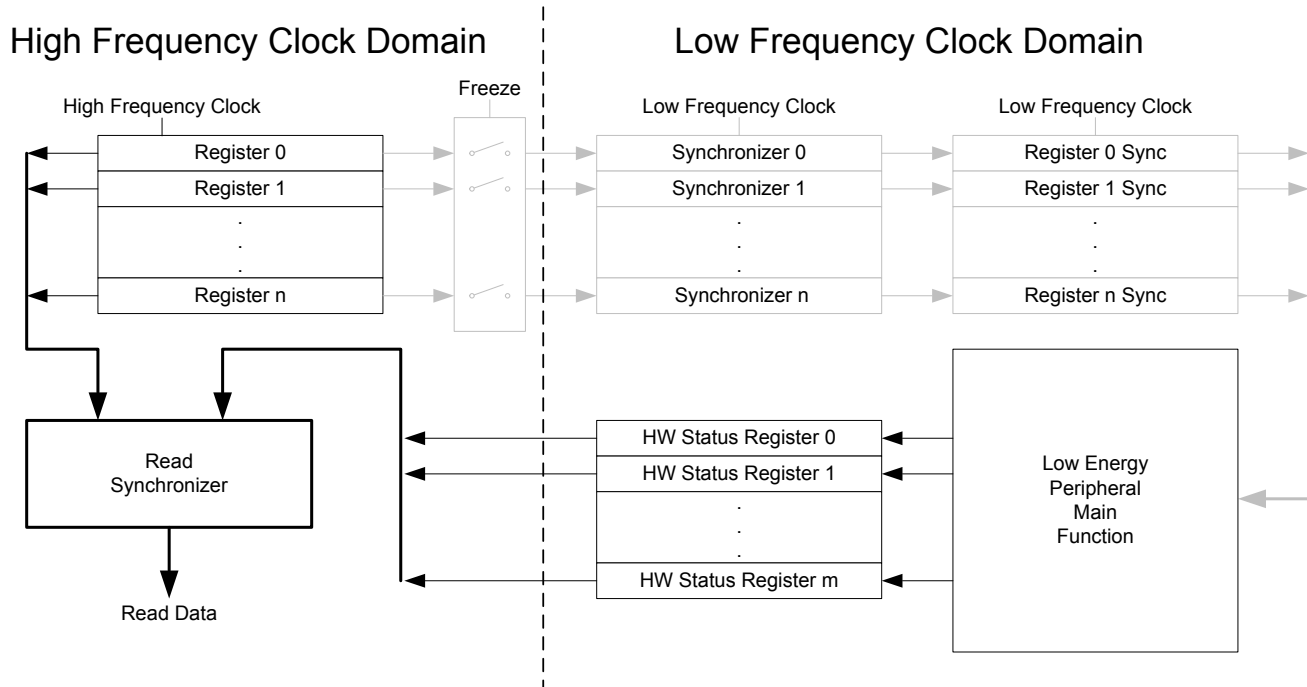 High Frequency Clock Domain
Low Frequency Clock Domain
High Frequency Clock
Freeze
Low Frequency Clock
Low Frequency Clock
Register 0
Synchronizer 0
Register 0 Sync
Register 1
Synchronizer 1
Register 1 Sync
.
.
.
.
.
.
.
.
.
Register n
Synchronizer n
Register n Sync
Read
Synchronizer
Read Data
HW Status Register 0
HW Status Register 1
.
.
.
HW Status Register m
Low Energy
Peripheral
Main
Function